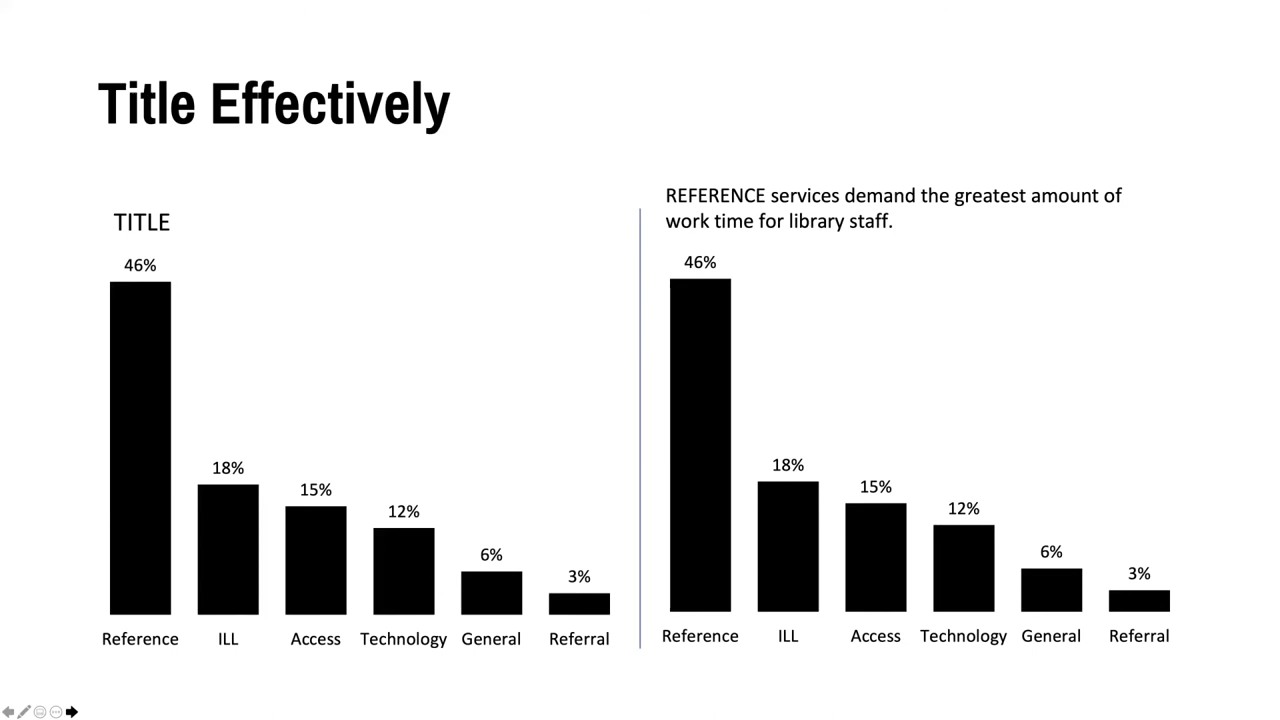 Title Effectively
TITLE
46%
18%
15%
12%
6%
3%
Reference ILL Access Technology General Referral
REFERENCE services demand the greatest amount of
work time for library staff.
46%
18%
15%
12%
6%
3%
Reference ILL Access Technology General Referral